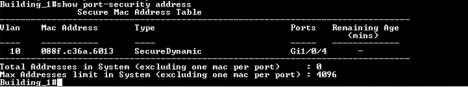 Building_1#show port-security address
Secure Mac Address Table
Vlan Mac Address Type Ports Remaining Age
(mins)
10 088f.c36a.6013 SecureDynamic Gi1/0/4 -
Total Addresses in System (excluding one mac per port) : 0
Max Addresses limit in System (excluding one mac per port) : 4096
Building_1#